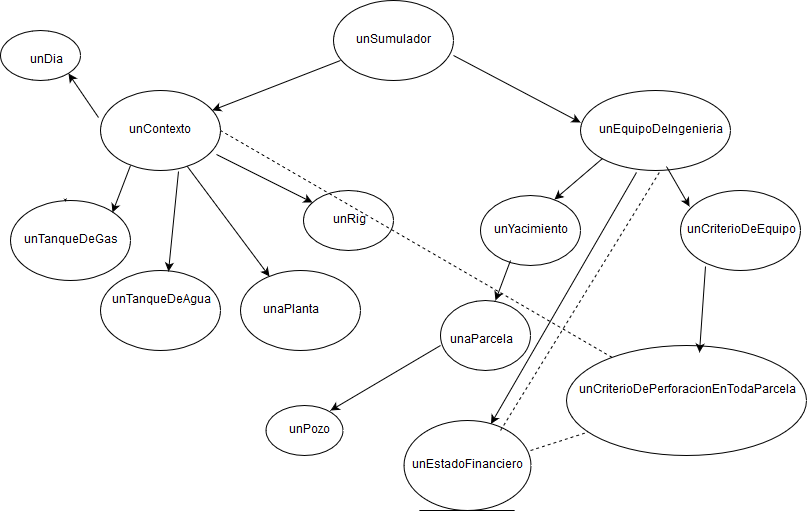 unSumulador
unDia
unContexto
unEquipoDeIngenieria
unRig
unYacimiento
unCriterioDeEquipo
unTanqueDeGas
unTanqueDeAgua
unaPlanta
unaParcela
unCriterioDePerforacionEnTodaParcela
unPozo
unEstadoFinanciero